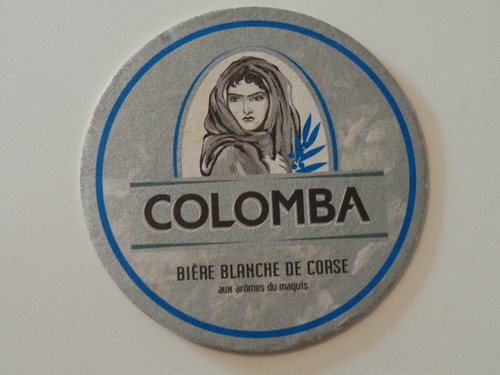 COLOMBA
BIÈRE BLANCHE DE CORSE
aux arômes du maquis